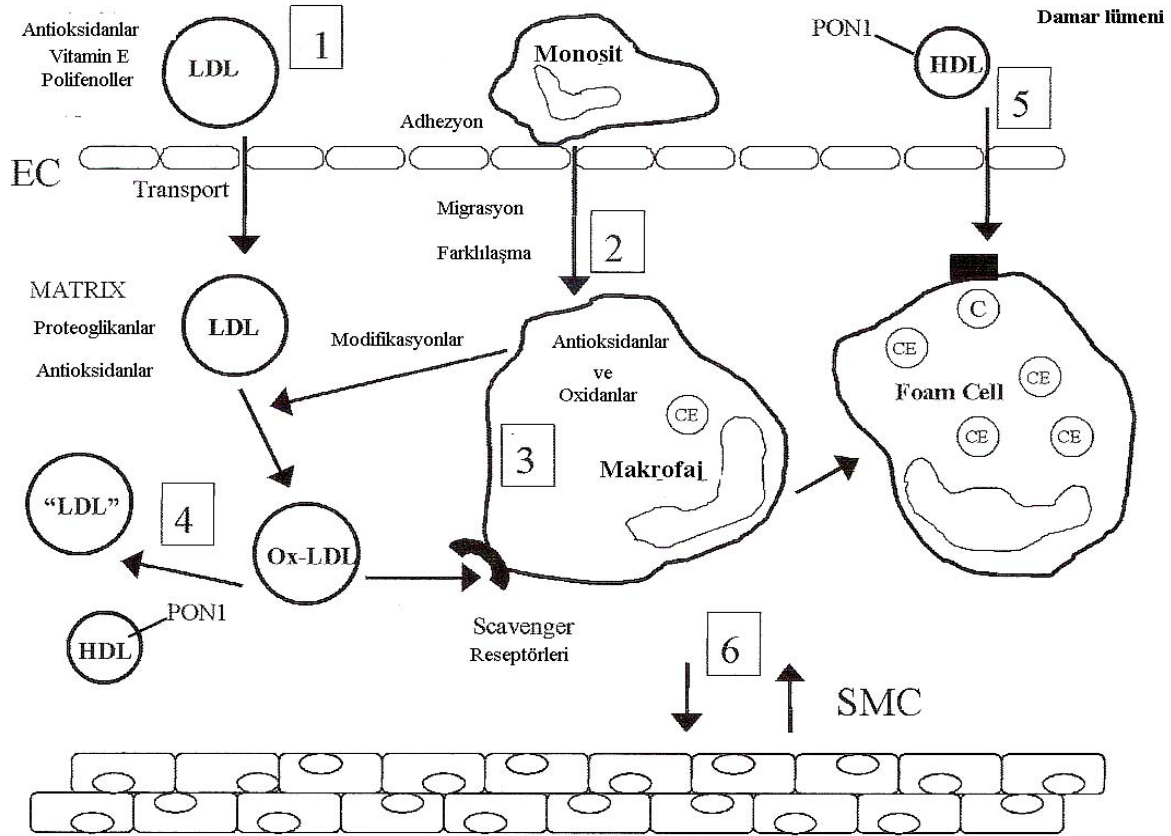 Antioksidanlar
Vitamin E
Polifenoller
LDL
1
Monosit
PON1
HDL
Damar lümeni
5
Adhezyon
EC
Transport
Migrasyon
Farklılaşma
2
MATRIX
Proteoglikanlar
Antioksidanlar
LDL
Modifikasyonlar
Antioksidanlar
ve
Oxidanlar
CE
3
Makrofaj
C
CE
CE
Foam Cell
CE
CE
"LDL"
4
Ox-LDL
PON1
HDL
Scavenger
Reseptörleri
6
SMC